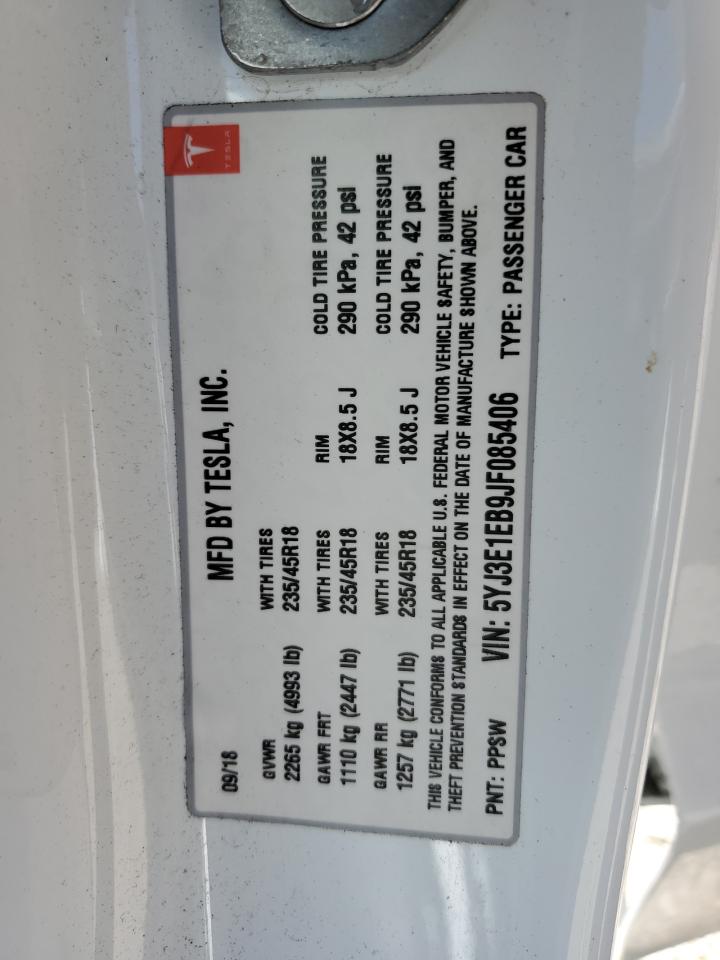 TESLA
MFD BY TESLA, INC.
09/18
GVWR WITH TIRES
2265 kg (4993 lb) 235/45R18
GAWR FRT WITH TIRES RIM COLD TIRE PRESSURE
1110 kg (2447 lb) 235/45R18 18X8.5 J 290 kPa, 42 psi
GAWR RR WITH TIRES RIM COLD TIRE PRESSURE
1257 kg (2771 lb) 235/45R18 18X8.5 J 290 kPa, 42 psi
THIS VEHICLE CONFORMS TO ALL APPLICABLE U.S. FEDERAL MOTOR VEHICLE SAFETY, BUMPER, AND
THEFT PREVENTION STANDARDS IN EFFECT ON THE DATE OF MANUFACTURE SHOWN ABOVE.
PNT: PPSW VIN: 5YJ3E1EB9JF085406 TYPE: PASSENGER CAR